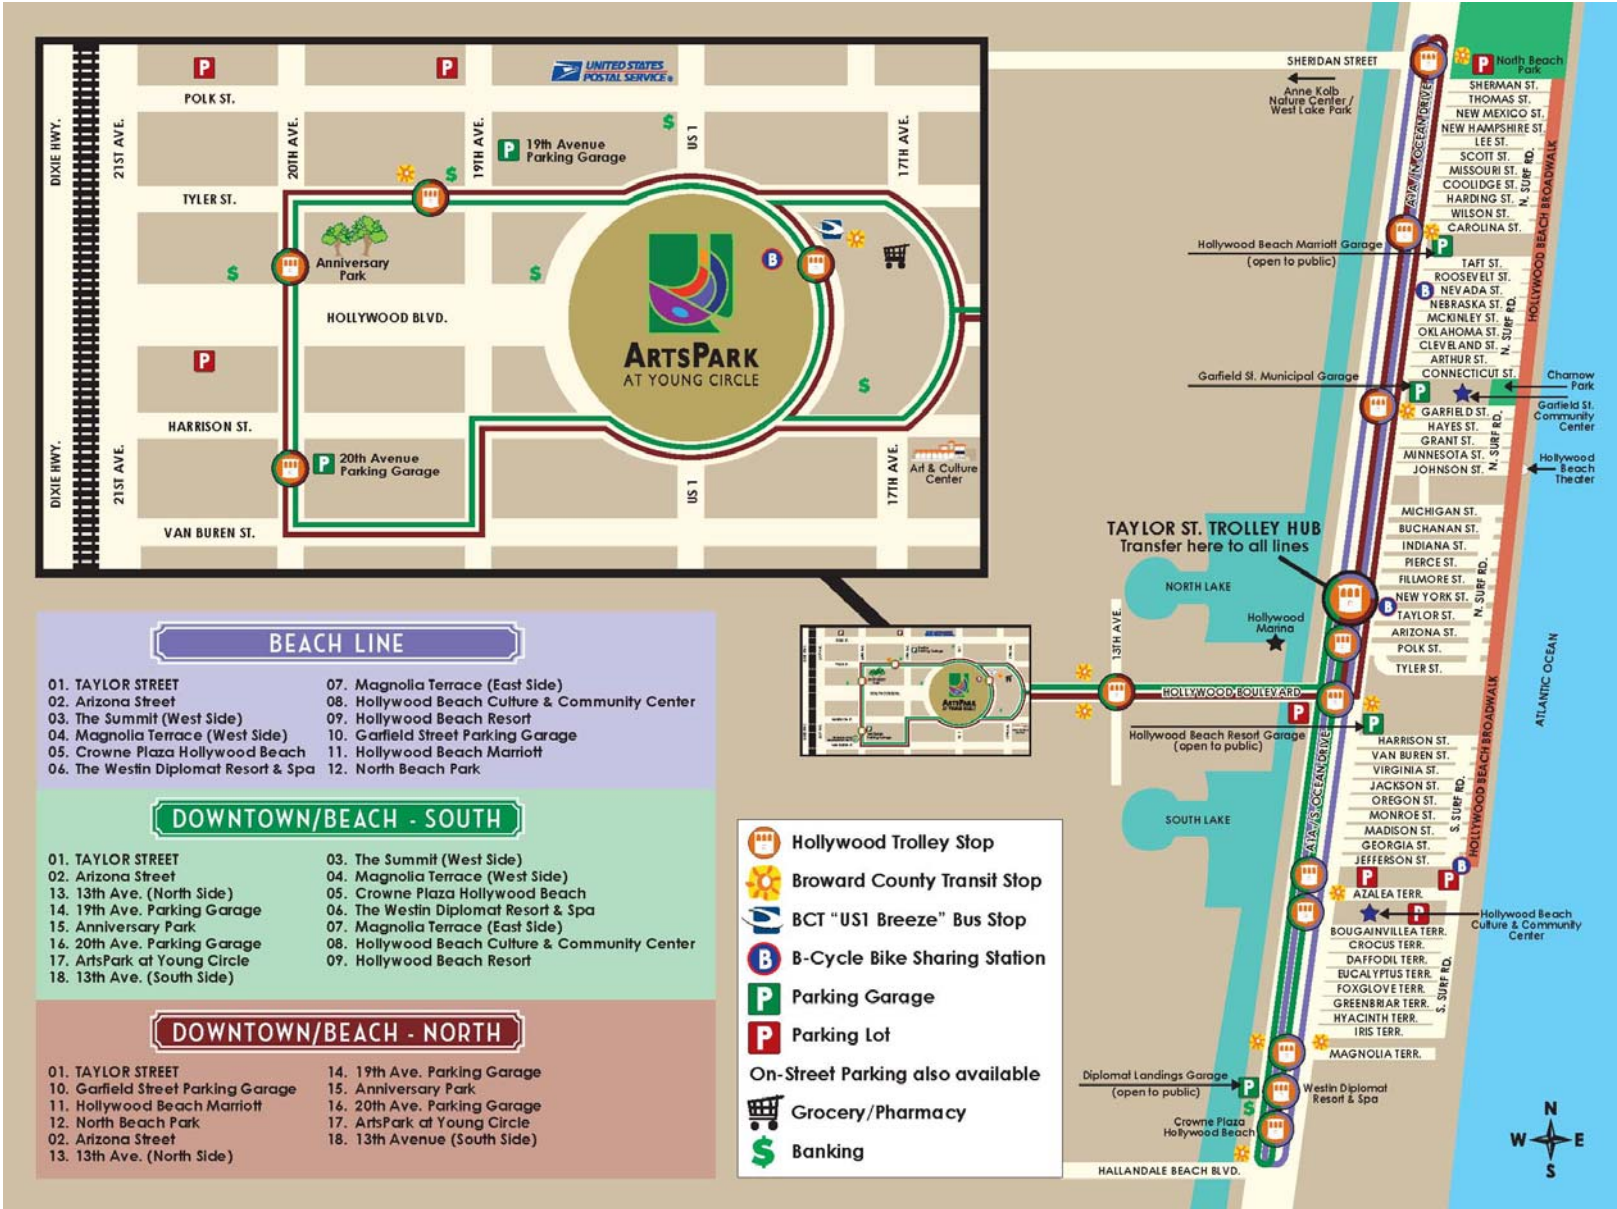 DIXIE HWY.
21ST AVE.
20TH AVE.
19TH AVE.
US 1
17TH AVE.
P
P
UNITED STATES
POSTAL SERVICE
POLK ST.
$
P
19th Avenue
Parking Garage
$
TYLER ST.
Anniversary
Park
$
$
B
HOLLYWOOD BLVD.
ARTSPARK
AT YOUNG CIRCLE
P
$
HARRISON ST.
P
20th Avenue
Parking Garage
Art & Culture
Center
DIXIE HWY.
21ST AVE.
US 1
17TH AVE.
VAN BUREN ST.
BEACH LINE
01. TAYLOR STREET
02. Arizona Street
03. The Summit (West Side)
04. Magnolia Terrace (West Side)
05. Crowne Plaza Hollywood Beach
06. The Westin Diplomat Resort & Spa
07. Magnolia Terrace (East Side)
08. Hollywood Beach Culture & Community Center
09. Hollywood Beach Resort
10. Garfield Street Parking Garage
11. Hollywood Beach Marriott
12. North Beach Park
DOWNTOWN/BEACH - SOUTH
01. TAYLOR STREET
02. Arizona Street
13. 13th Ave. (North Side)
14. 19th Ave. Parking Garage
15. Anniversary Park
16. 20th Ave. Parking Garage
17. ArtsPark at Young Circle
18. 13th Ave. (South Side)
03. The Summit (West Side)
04. Magnolia Terrace (West Side)
05. Crowne Plaza Hollywood Beach
06. The Westin Diplomat Resort & Spa
07. Magnolia Terrace (East Side)
08. Hollywood Beach Culture & Community Center
09. Hollywood Beach Resort
DOWNTOWN/BEACH - NORTH
01. TAYLOR STREET
10. Garfield Street Parking Garage
11. Hollywood Beach Marriott
12. North Beach Park
02. Arizona Street
13. 13th Ave. (North Side)
14. 19th Ave. Parking Garage
15. Anniversary Park
16. 20th Ave. Parking Garage
17. ArtsPark at Young Circle
18. 13th Avenue (South Side)
Hollywood Trolley Stop
Broward County Transit Stop
BCT "US1 Breeze" Bus Stop
B B-Cycle Bike Sharing Station
P Parking Garage
P Parking Lot
On-Street Parking also available
Grocery/Pharmacy
$ Banking
SHERIDAN STREET
Anne Kolb
Nature Center /
West Lake Park
P
North Beach
Park
A1A / N. OCEAN DRIVE
SHERMAN ST.
THOMAS ST.
NEW MEXICO ST.
NEW HAMPSHIRE ST.
LEE ST.
SCOTT ST.
MISSOURI ST.
COOLIDGE ST.
HARDING ST.
WILSON ST.
CAROLINA ST.
N. SURF RD.
HOLLYWOOD BEACH BROADWALK
Hollywood Beach Marriott Garage
(open to public)
P
TAFT ST.
ROOSEVELT ST.
B
NEVADA ST.
NEBRASKA ST.
MCKINLEY ST.
OKLAHOMA ST.
CLEVELAND ST.
ARTHUR ST.
CONNECTICUT ST.
N. SURF RD.
Garfield St. Municipal Garage
P
Charnow
Park
Garfield St.
Community
Center
GARFIELD ST.
HAYES ST.
GRANT ST.
MINNESOTA ST.
JOHNSON ST.
N. SURF RD.
Hollywood
Beach
Theater
MICHIGAN ST.
BUCHANAN ST.
INDIANA ST.
PIERCE ST.
FILLMORE ST.
NEW YORK ST.
B
TAYLOR ST.
ARIZONA ST.
POLK ST.
TYLER ST.
N. SURF RD.
TAYLOR ST. TROLLEY HUB
Transfer here to all lines
NORTH LAKE
Hollywood
Marina
13TH AVE.
ARTSPARK
HOLLYWOOD BOULEVARD
P
Hollywood Beach Resort Garage
(open to public)
P
ATLANTIC OCEAN
HOLLYWOOD BEACH BROADWALK
A1A / S. OCEAN DRIVE
HARRISON ST.
VAN BUREN ST.
VIRGINIA ST.
JACKSON ST.
OREGON ST.
MONROE ST.
MADISON ST.
GEORGIA ST.
JEFFERSON ST.
S. SURF RD.
SOUTH LAKE
B
P
P
AZALEA TERR.
P
Hollywood Beach
Culture & Community
Center
BOUGAINVILLEA TERR.
CROCUS TERR.
DAFFODIL TERR.
EUCALYPTUS TERR.
FOXGLOVE TERR.
GREENBRIAR TERR.
HYACINTH TERR.
IRIS TERR.
S. SURF RD.
MAGNOLIA TERR.
Diplomat Landings Garage
(open to public)
P
$
Westin Diplomat
Resort & Spa
Crowne Plaza
Hollywood Beach
HALLANDALE BEACH BLVD.
N
W E
S